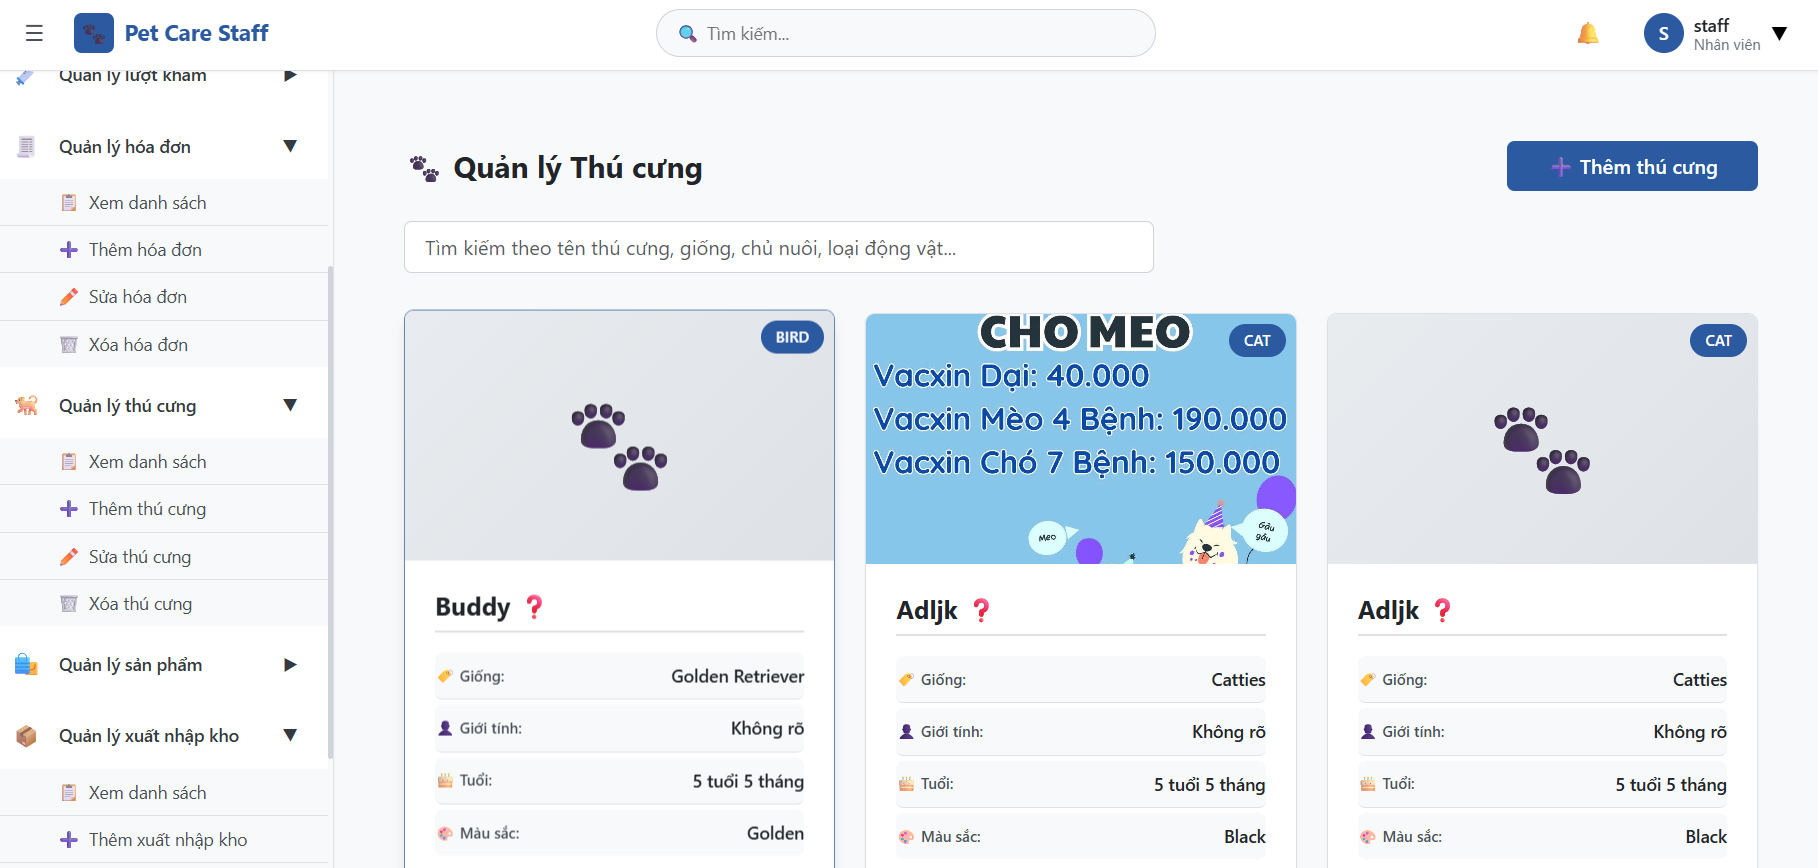 Pet Care Staff
Tìm kiếm...
S
staff
Nhân viên
Quản lý lượt khám
Quản lý hóa đơn
Xem danh sách
Thêm hóa đơn
Sửa hóa đơn
Xóa hóa đơn
Quản lý thú cưng
Xem danh sách
Thêm thú cưng
Sửa thú cưng
Xóa thú cưng
Quản lý sản phẩm
Quản lý xuất nhập kho
Xem danh sách
Thêm xuất nhập kho
Quản lý Thú cưng
Thêm thú cưng
Tìm kiếm theo tên thú cưng, giống, chủ nuôi, loại động vật...
BIRD
Buddy ❓
Giống: Golden Retriever
Giới tính: Không rõ
Tuổi: 5 tuổi 5 tháng
Màu sắc: Golden
CHO MEO
CAT
Vacxin Dại: 40.000
Vacxin Mèo 4 Bệnh: 190.000
Vacxin Chó 7 Bệnh: 150.000
Meo
Gâu
gâu
Adljk ❓
Giống: Catties
Giới tính: Không rõ
Tuổi: 5 tuổi 5 tháng
Màu sắc: Black
CAT
Adljk ❓
Giống: Catties
Giới tính: Không rõ
Tuổi: 5 tuổi 5 tháng
Màu sắc: Black